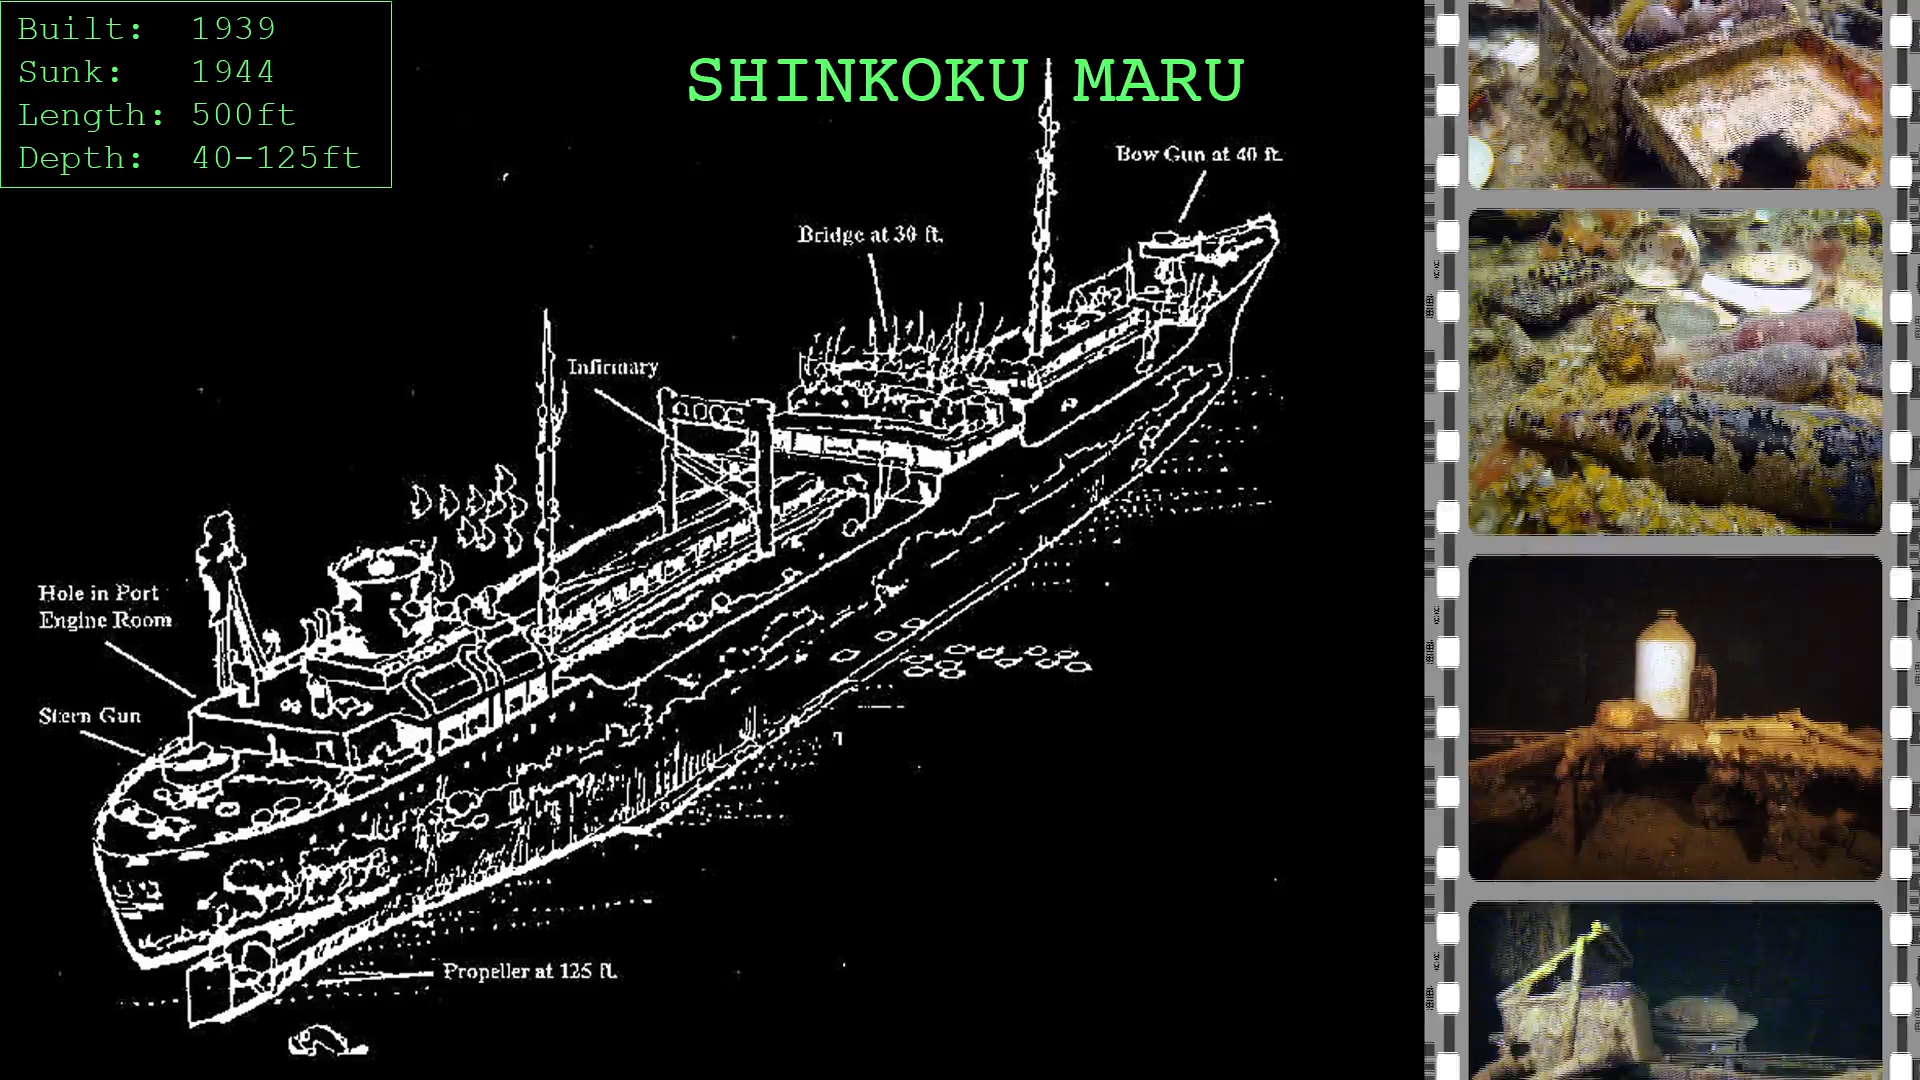 Built: 1939
Sunk: 1944
Length: 500ft
Depth: 40-125ft
SHINKOKU MARU
Bow Gun at 40 ft.
Bridge at 30 ft.
Infirmary
Hole in Port
Engine Room
Stern Gun
Propeller at 125 ft.